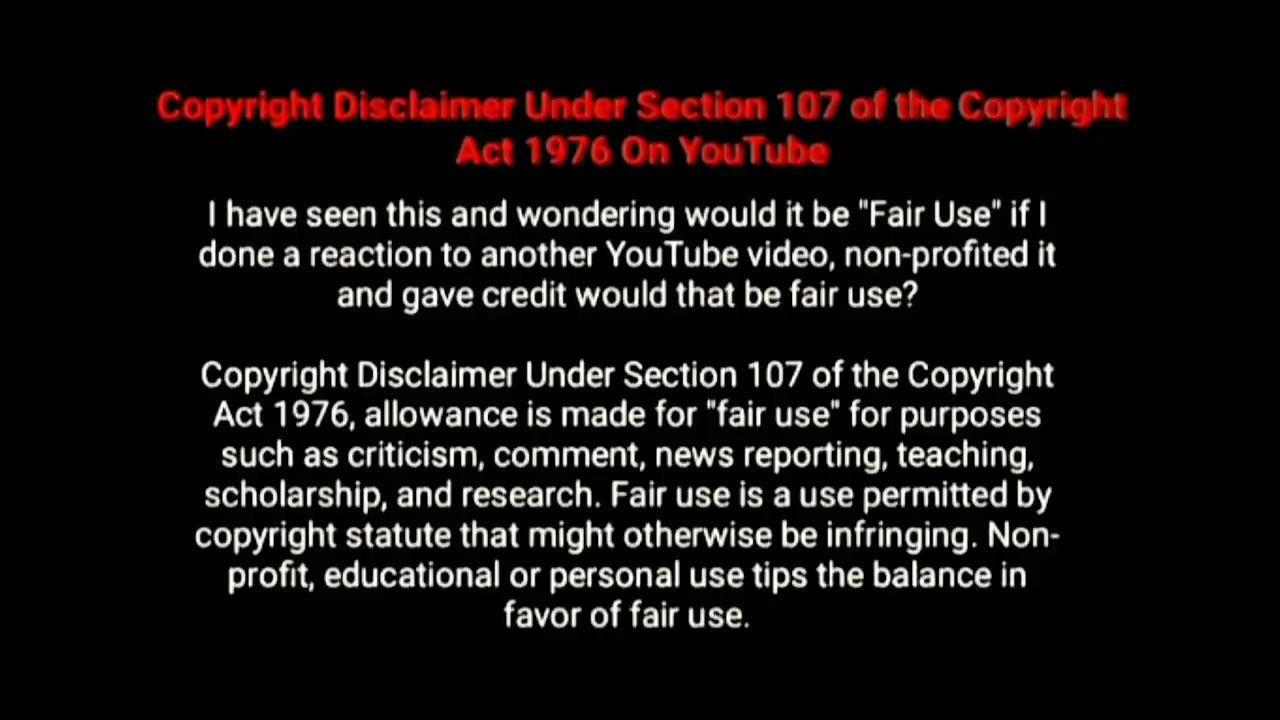 Copyright Disclaimer Under Section 107 of the Copyright
Act 1976 On YouTube
I have seen this and wondering would it be "Fair Use" if I
done a reaction to another YouTube video, non-profited it
and gave credit would that be fair use?
Copyright Disclaimer Under Section 107 of the Copyright
Act 1976, allowance is made for "fair use" for purposes
such as criticism, comment, news reporting, teaching,
scholarship, and research. Fair use is a use permitted by
copyright statute that might otherwise be infringing. Non-
profit, educational or personal use tips the balance in
favor of fair use.